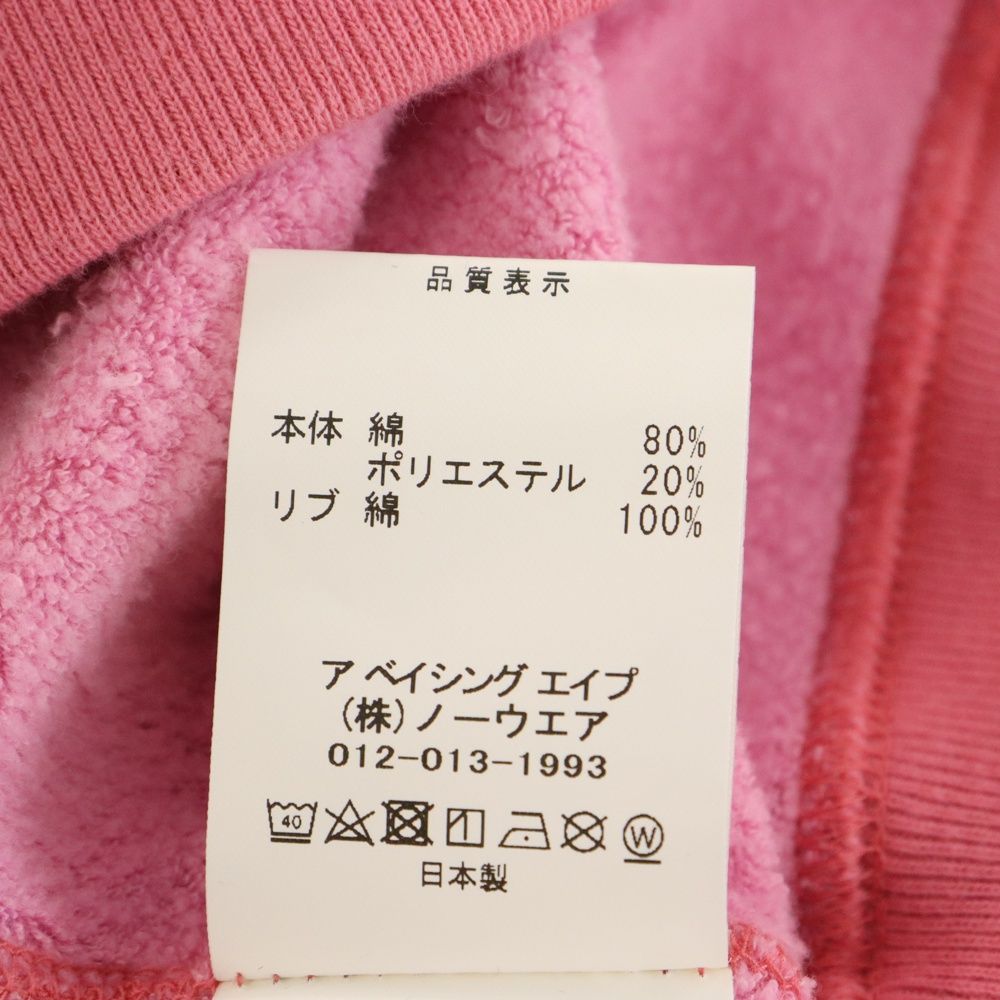 品質表示
本体 綿 80%
ポリエステル 20%
リブ 綿 100%
ア ベイシング エイプ
(株)ノーウエア
012-013-1993
40 W
日本製